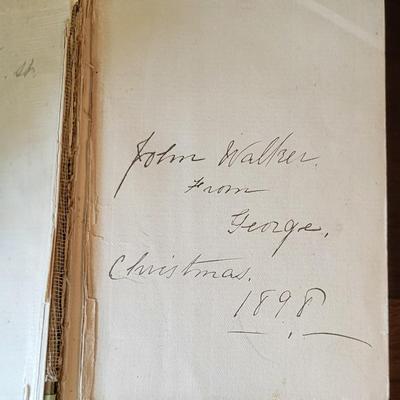 John Walker.
From
George,
Christmas.
1898